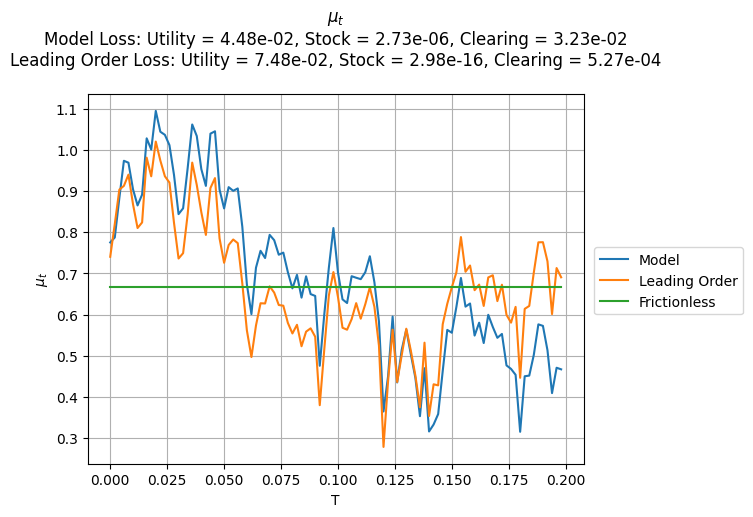 μₜ
Model Loss: Utility = 4.48e-02, Stock = 2.73e-06, Clearing = 3.23e-02
Leading Order Loss: Utility = 7.48e-02, Stock = 2.98e-16, Clearing = 5.27e-04
1.1
1.0
0.9
0.8
0.7
0.6
0.5
0.4
0.3
μₜ
0.000 0.025 0.050 0.075 0.100 0.125 0.150 0.175 0.200
T
Model
Leading Order
Frictionless